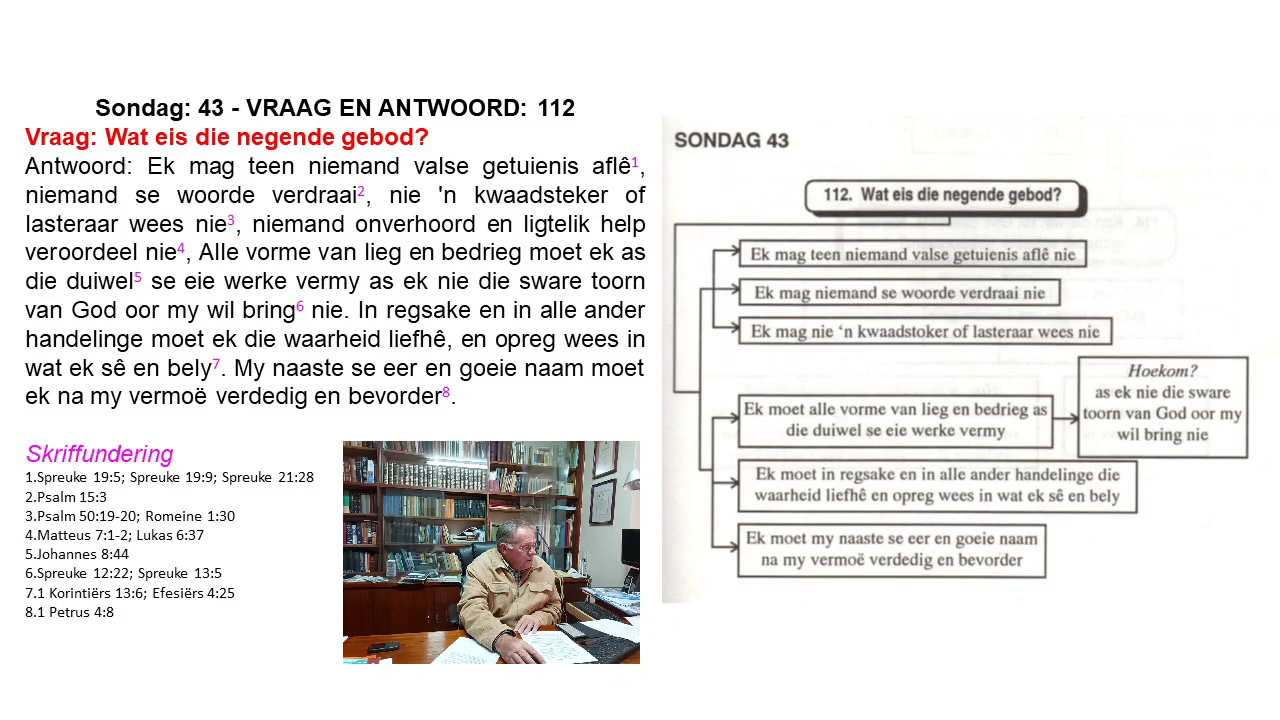 Sondag: 43 - VRAAG EN ANTWOORD: 112
Vraag: Wat eis die negende gebod?
Antwoord: Ek mag teen niemand valse getuienis aflê1,
niemand se woorde verdraai2, nie 'n kwaadsteker of
lasteraar wees nie3, niemand onverhoord en ligtelik help
veroordeel nie4, Alle vorme van lieg en bedrieg moet ek as
die duiwel5 se eie werke vermy as ek nie die sware toorn
van God oor my wil bring6 nie. In regsake en in alle ander
handelinge moet ek die waarheid liefhê, en opreg wees in
wat ek sê en bely7. My naaste se eer en goeie naam moet
ek na my vermoë verdedig en bevorder8.
Skriffundering
1.Spreuke 19:5; Spreuke 19:9; Spreuke 21:28
2.Psalm 15:3
3.Psalm 50:19-20; Romeine 1:30
4.Matteus 7:1-2; Lukas 6:37
5.Johannes 8:44
6.Spreuke 12:22; Spreuke 13:5
7.1 Korintiërs 13:6; Efesiërs 4:25
8.1 Petrus 4:8
SONDAG 43
112. Wat eis die negende gebod?
Ek mag teen niemand valse getuienis aflê nie
Ek mag niemand se woorde verdraai nie
Ek mag nie ‘n kwaadstoker of lasteraar wees nie
Ek moet alle vorme van lieg en bedrieg as
die duiwel se eie werke vermy
Hoekom?
as ek nie die sware
toorn van God oor my
wil bring nie
Ek moet in regsake en in alle ander handelinge die
waarheid liefhê en opreg wees in wat ek sê en bely
Ek moet my naaste se eer en goeie naam
na my vermoë verdedig en bevorder